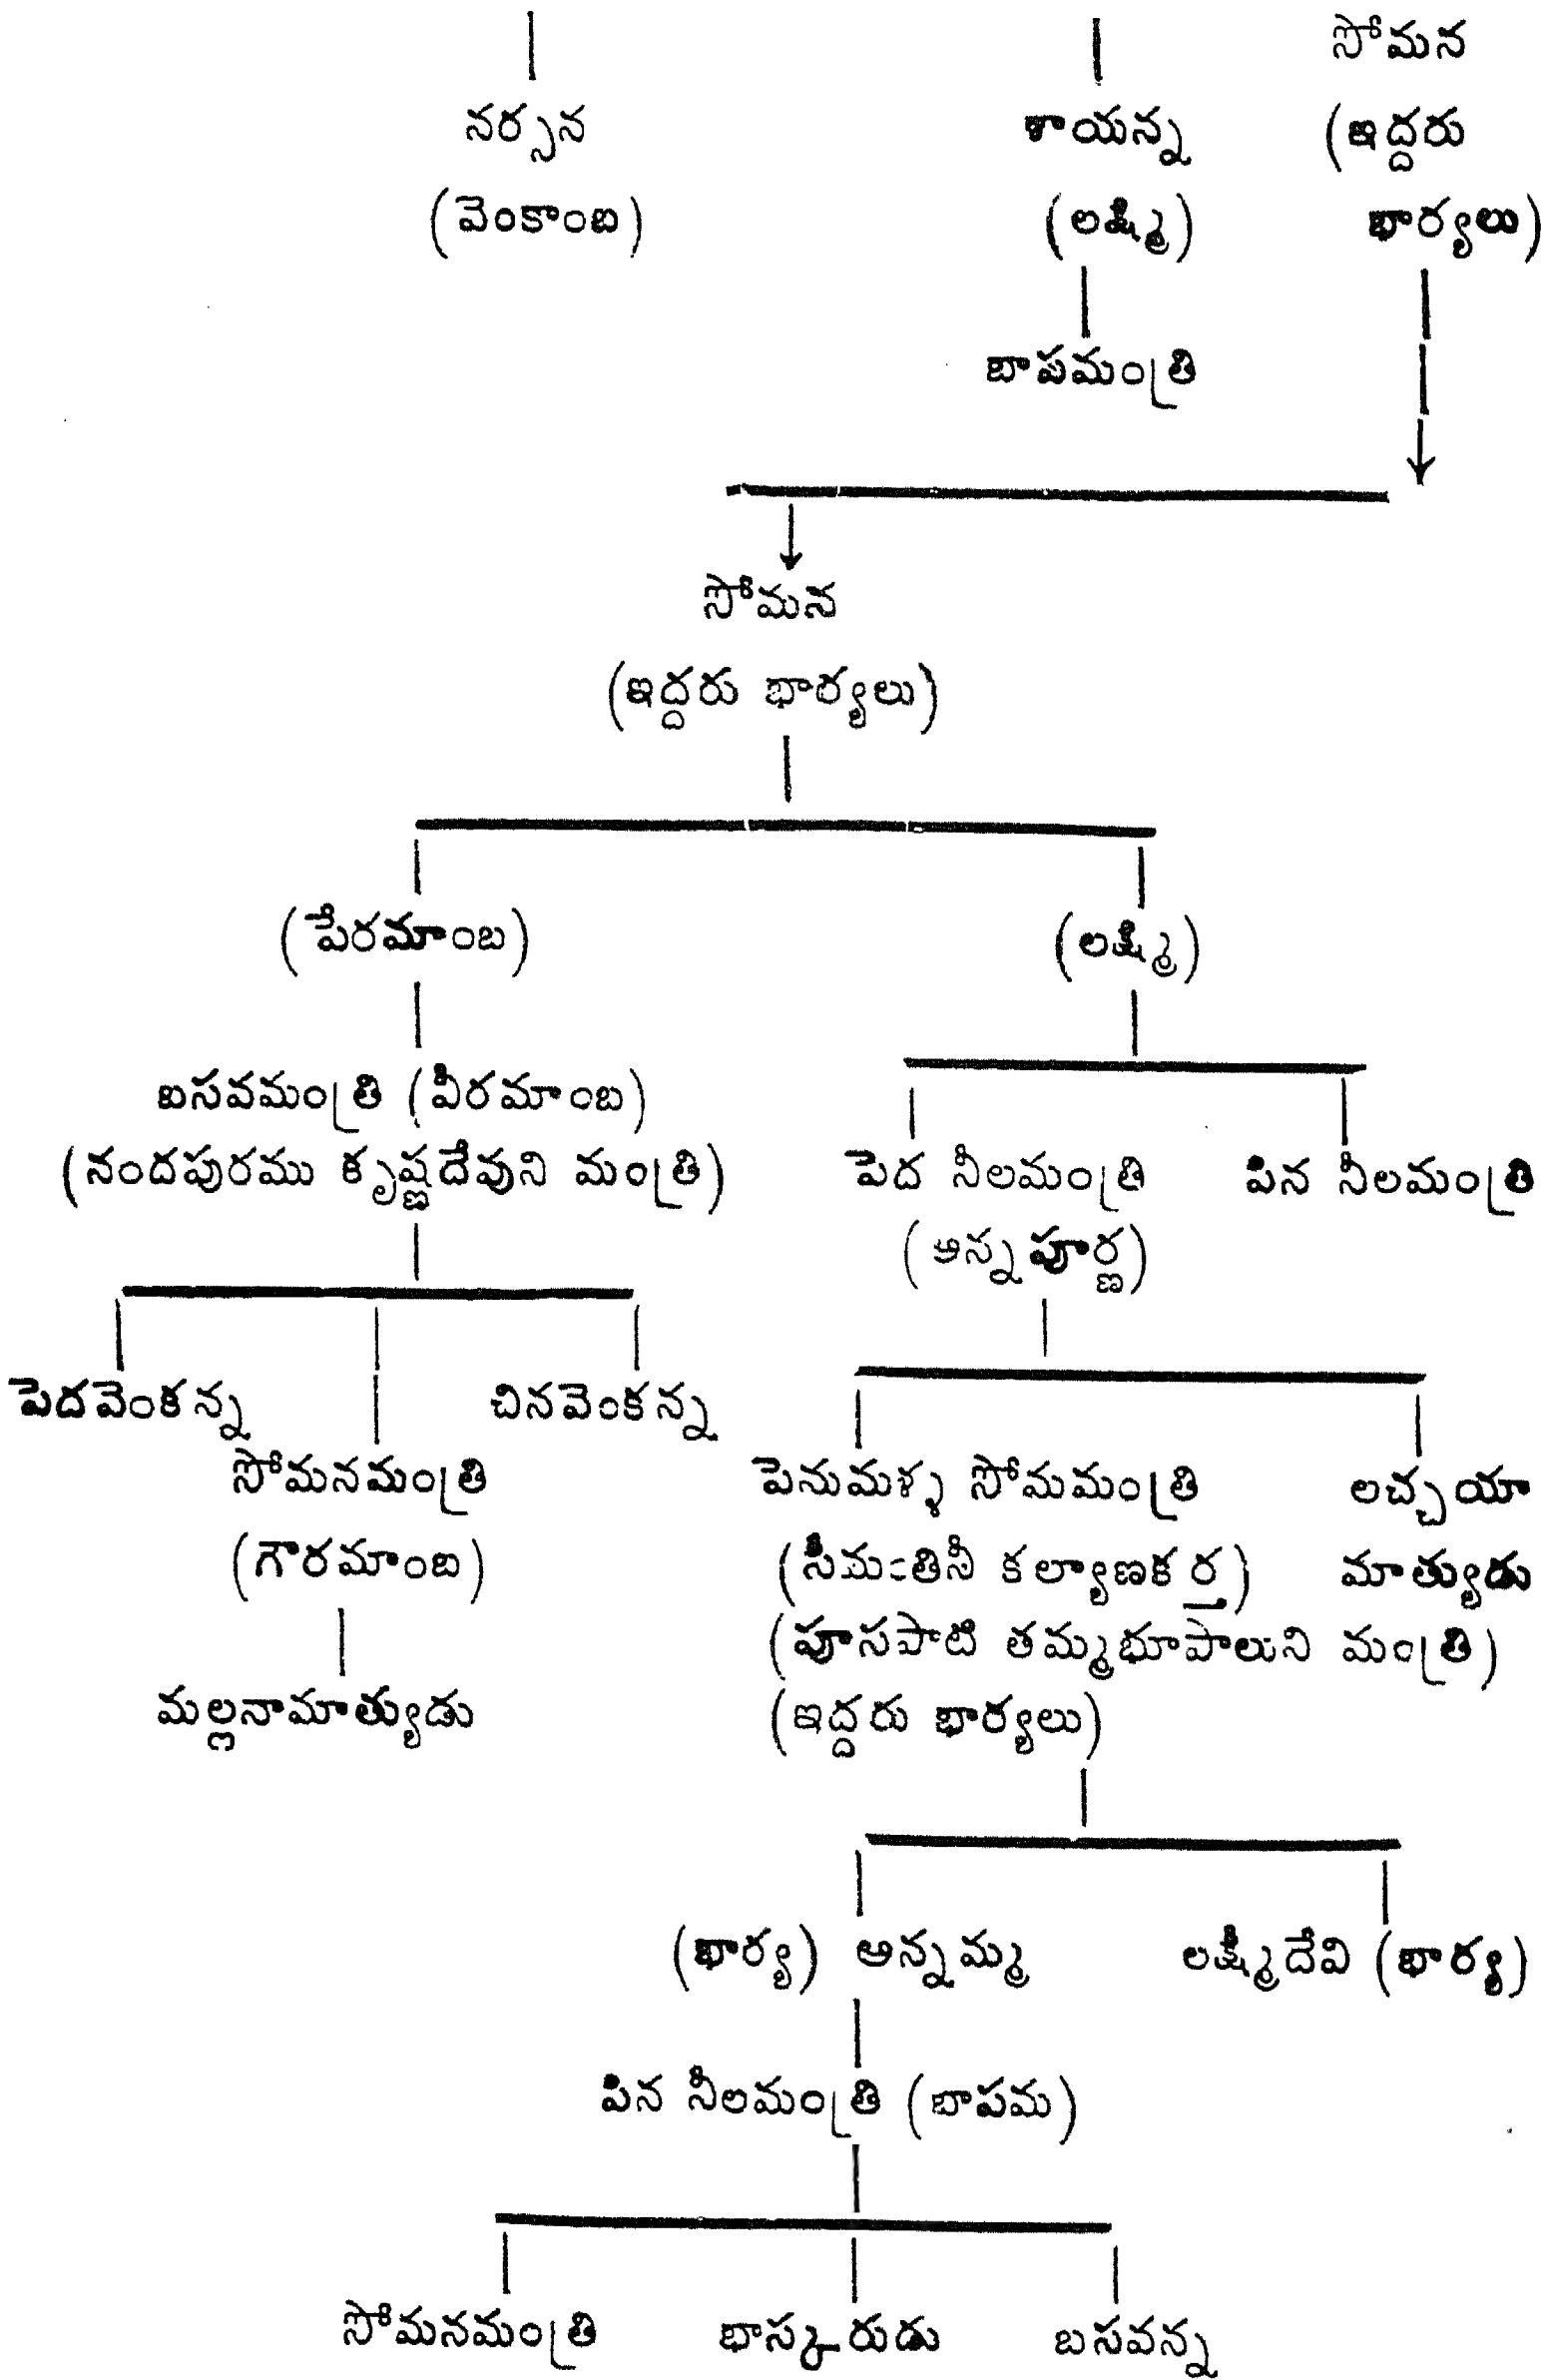 సోమన
నర్సన శాయన్న (ఇద్దరు
(వెంకాంబ) (లక్ష్మి) భార్యలు)
బాపమంత్రి
సోమన
(ఇద్దరు భార్యలు)
(పేరమాంబ) (లక్ష్మి)
బసవమంత్రి (వీరమాంబ)
(నందపురము కృష్ణదేవుని మంత్రి) పెద నీలమంత్రి పిన నీలమంత్రి
(అన్నపూర్ణ)
పెదవెంకన్న చినవెంకన్న
సోమనమంత్రి పెనుమళ్ళ సోమమంత్రి లచ్చయా
(గౌరమాంబ) (సీమంతినీ కల్యాణకర్త) మాత్యుడు
(పూసపాటి తమ్మభూపాలుని మంత్రి)
మల్లనామాత్యుడు (ఇద్దరు భార్యలు)
(భార్య) అన్నమ్మ లక్ష్మిదేవి (భార్య)
పిన నీలమంత్రి (బాపమ)
సోమనమంత్రి భాస్కరుడు బసవన్న